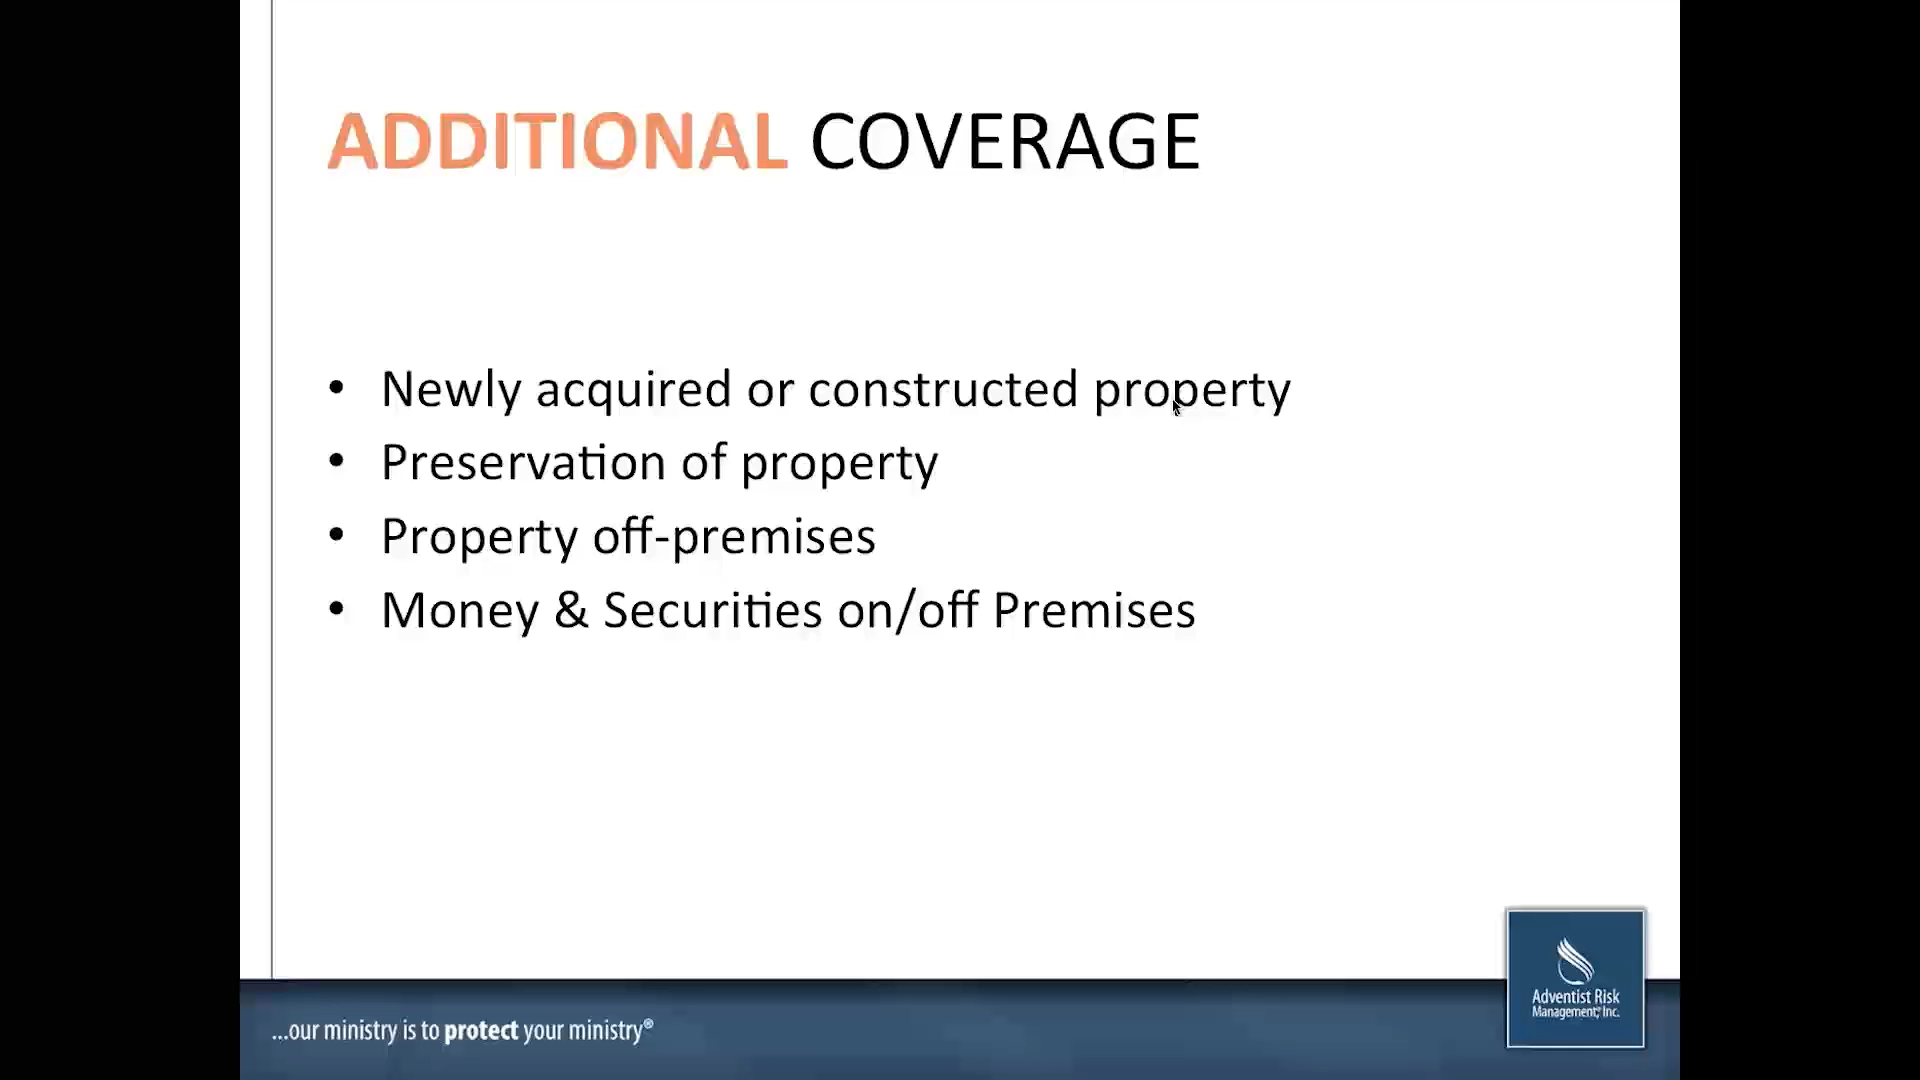 ADDITIONAL COVERAGE
• Newly acquired or constructed property
• Preservation of property
• Property off-premises
• Money & Securities on/off Premises
...our ministry is to protect your ministry®
Adventist Risk
Management, Inc.